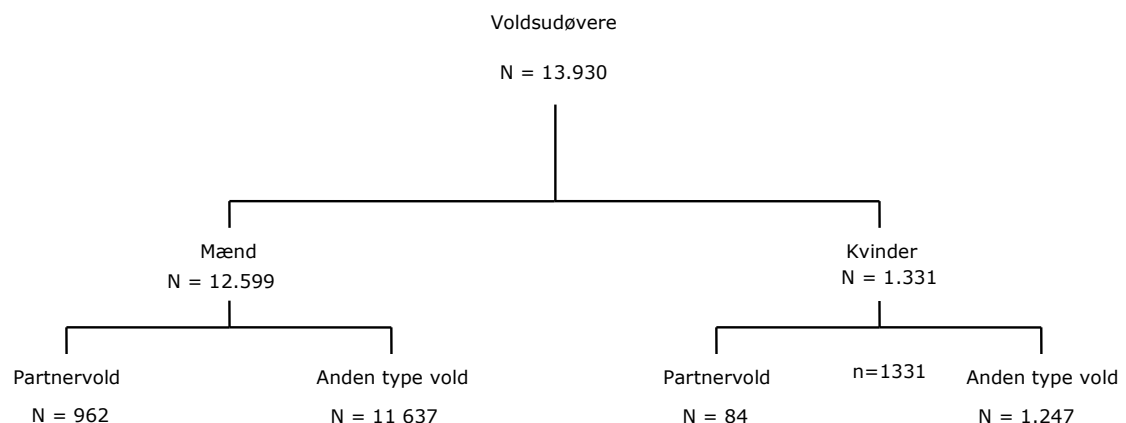 Voldsudøvere
N = 13.930
Mænd
N = 12.599
Kvinder
N = 1.331
Partnervold
N = 962
Anden type vold
N = 11 637
Partnervold
N = 84
n=1331
Anden type vold
N = 1.247